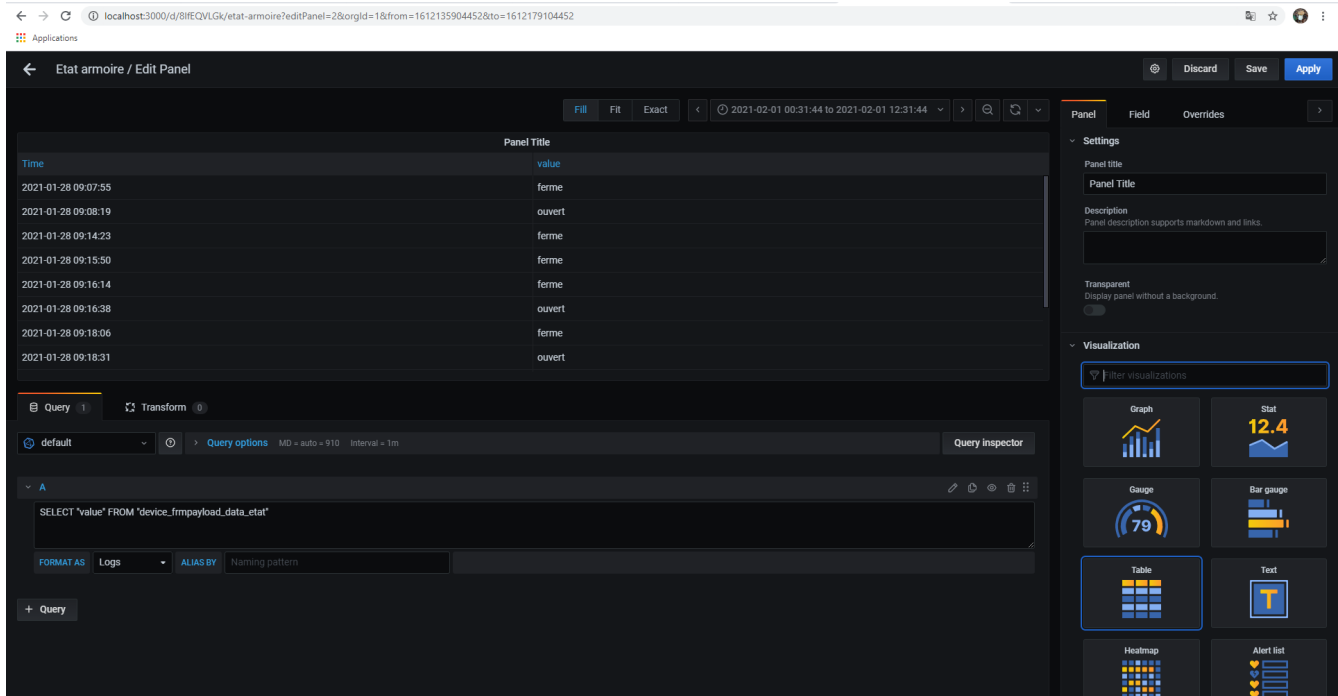 localhost:3000/d/8lfEQVLGk/etat-armoire?editPanel=2&orgId=1&from=1612135904452&to=1612179104452
Applications
Etat armoire / Edit Panel
Discard
Save
Apply
Fill
Fit
Exact
2021-02-01 00:31:44 to 2021-02-01 12:31:44
Panel
Field
Overrides
Panel Title
Time
value
2021-01-28 09:07:55
ferme
2021-01-28 09:08:19
ouvert
2021-01-28 09:14:23
ferme
2021-01-28 09:15:50
ferme
2021-01-28 09:16:14
ferme
2021-01-28 09:16:38
ouvert
2021-01-28 09:18:06
ferme
2021-01-28 09:18:31
ouvert
Query 1
Transform 0
default
Query options MD = auto = 910 Interval = 1m
Query inspector
A
SELECT "value" FROM "device_frmpayload_data_etat"
FORMAT AS
Logs
ALIAS BY
Naming pattern
+ Query
Settings
Panel title
Panel Title
Description
Panel description supports markdown and links.
Transparent
Display panel without a background.
Visualization
Filter visualizations
Graph
Stat
12.4
Gauge
79
Bar gauge
Table
Text
T
Heatmap
Alert list